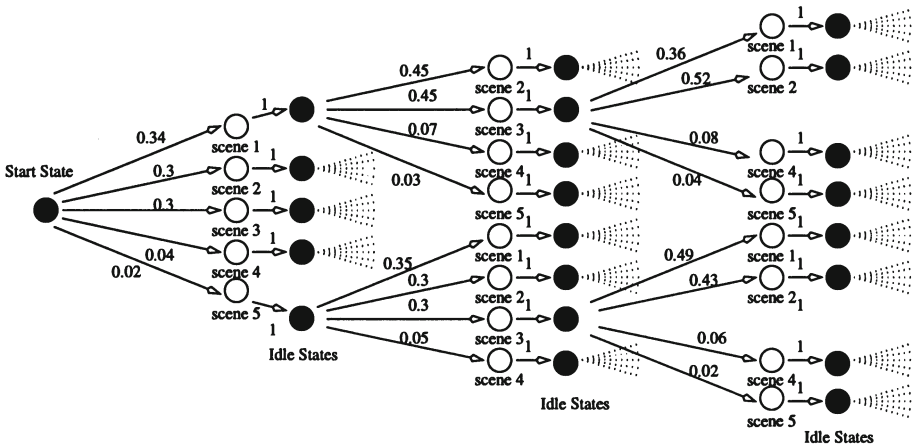 Start State
0.34
0.3
0.3
0.04
0.02
scene 1
scene 2
scene 3
scene 4
scene 5
1
1
1
1
1
Idle States
0.45
0.45
0.07
0.03
0.35
0.3
0.3
0.05
scene 2
scene 3
scene 4
scene 5
scene 1
scene 2
scene 3
scene 4
1
1
1
1
1
1
1
1
Idle States
0.36
0.52
0.08
0.04
0.49
0.43
0.06
0.02
scene 1
scene 2
scene 4
scene 5
scene 1
scene 2
scene 4
scene 5
1
1
1
1
1
1
1
1
1
Idle States